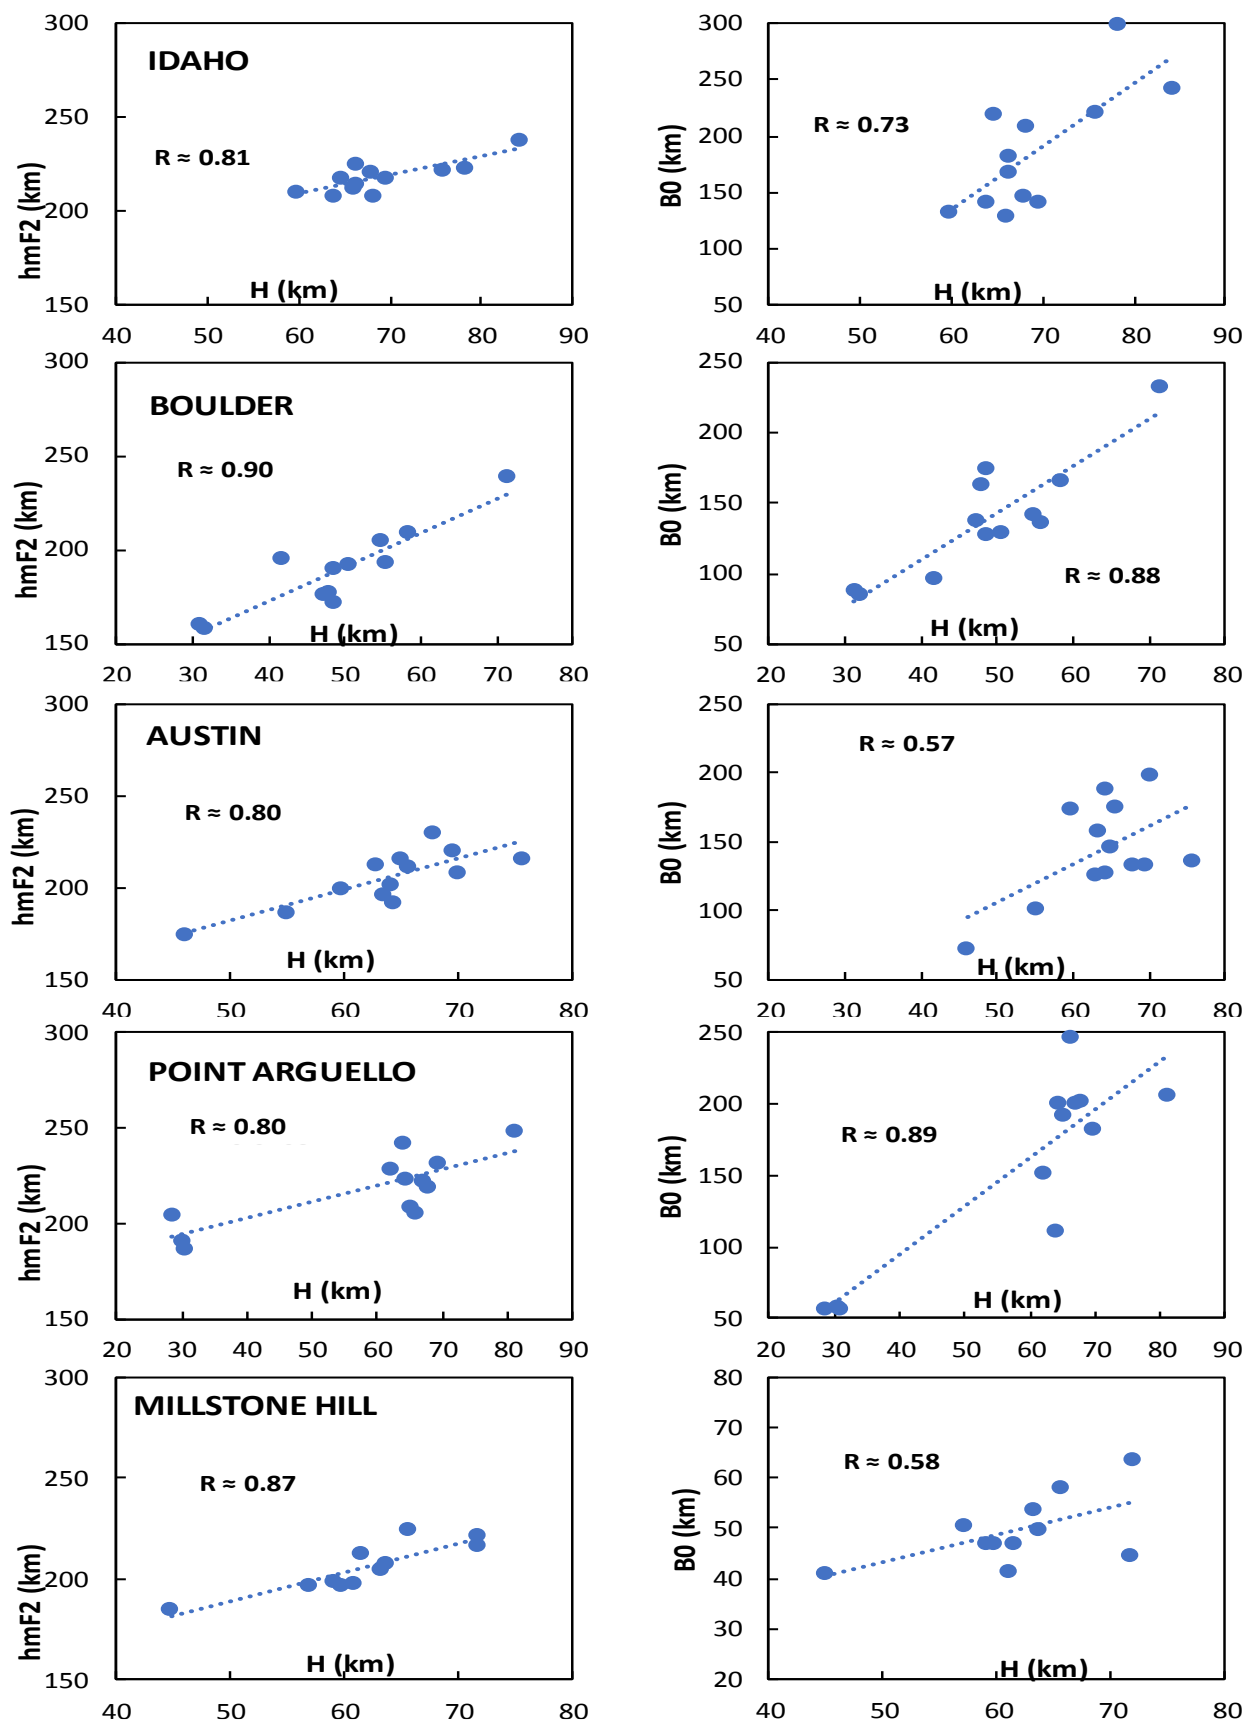 300
IDAHO
250
R ≈ 0.81
200
150
hmF2 (km)
H (km)
40 50 60 70 80 90
300
250
R ≈ 0.73
200
150
100
50
B0 (km)
H (km)
40 50 60 70 80 90
300
BOULDER
250
R ≈ 0.90
200
150
hmF2 (km)
H (km)
20 30 40 50 60 70 80
250
200
150
100
R ≈ 0.88
50
B0 (km)
H (km)
20 30 40 50 60 70 80
300
AUSTIN
250
R ≈ 0.80
200
150
hmF2 (km)
H (km)
40 50 60 70 80
250
R ≈ 0.57
200
150
100
50
B0 (km)
H (km)
20 30 40 50 60 70 80
300
POINT ARGUELLO
250
R ≈ 0.80
200
150
hmF2 (km)
H (km)
20 30 40 50 60 70 80 90
250
200
R ≈ 0.89
150
100
50
B0 (km)
H (km)
20 30 40 50 60 70 80 90
300
MILLSTONE HILL
250
R ≈ 0.87
200
150
hmF2 (km)
H (km)
40 50 60 70 80
80
70
R ≈ 0.58
60
50
40
30
20
B0 (km)
H (km)
40 50 60 70 80